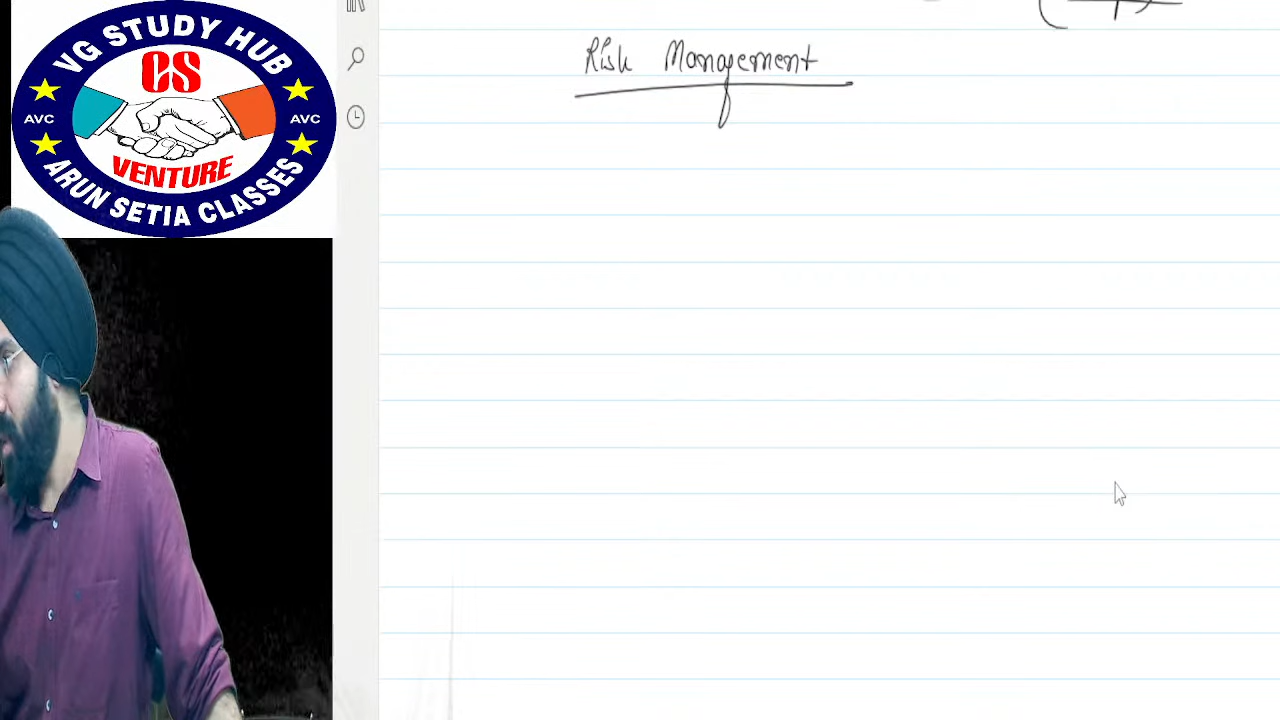 VG STUDY HUB
CS
AVC
AVC
VENTURE
ARUN SETIA CLASSES
Risk Management